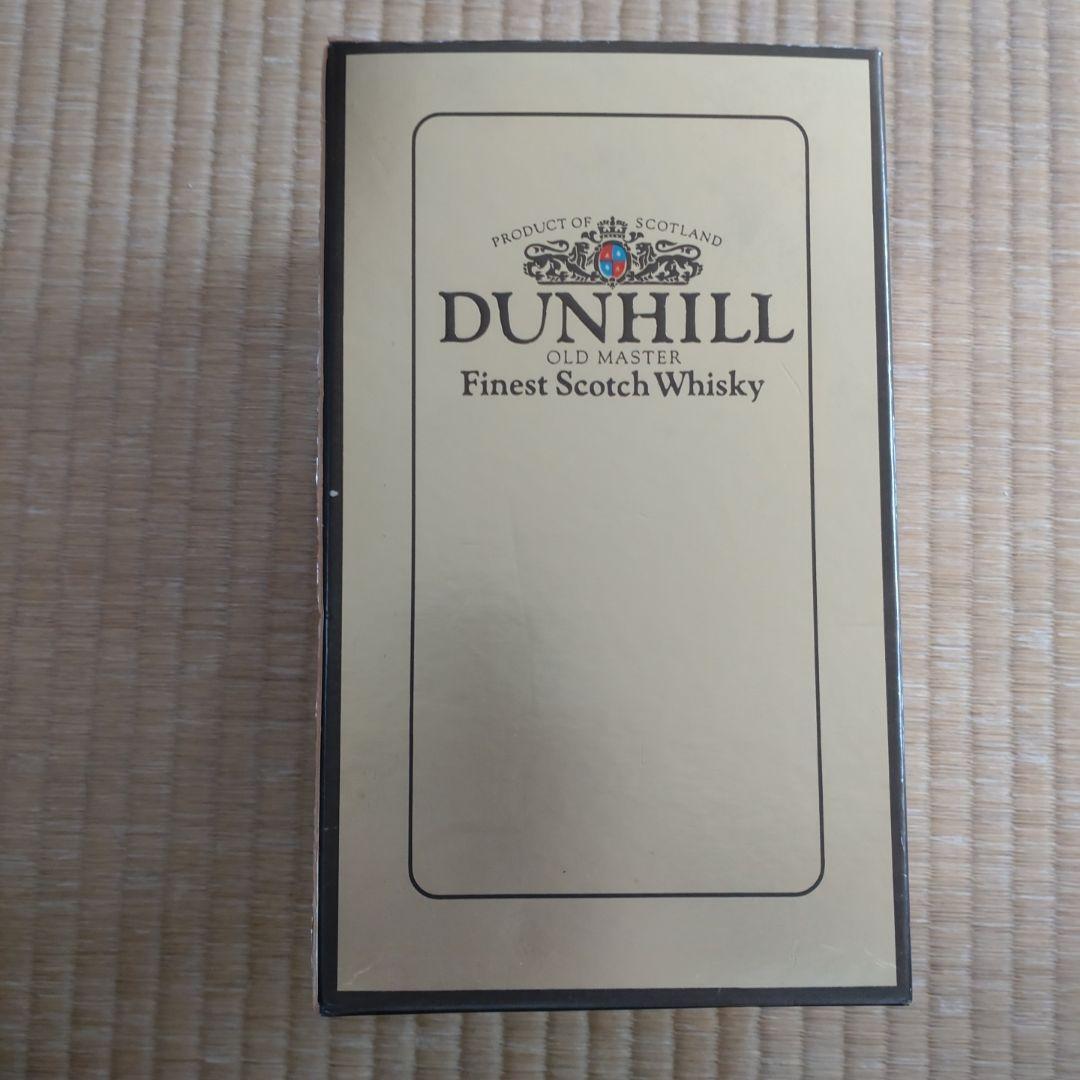 PRODUCT OF SCOTLAND
DUNHILL
OLD MASTER
Finest Scotch Whisky